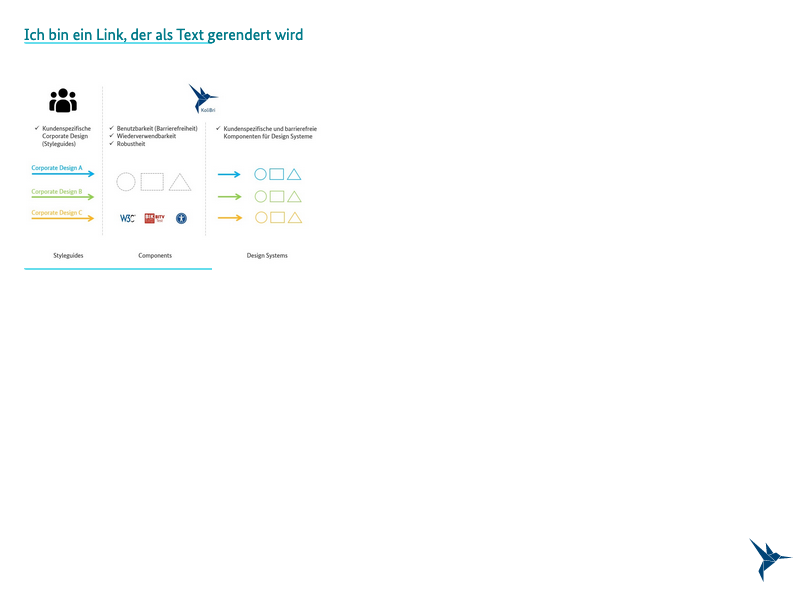 Ich bin ein Link, der als Text gerendert wird
KoliBri
✓ Kundenspezifische
Corporate Design
(Styleguides)
✓ Benutzbarkeit (Barrierefreiheit)
✓ Wiederverwendbarkeit
✓ Robustheit
✓ Kundenspezifische und barrierefreie
Komponenten für Design Systeme
Corporate Design A
Corporate Design B
Corporate Design C
W3C
BIK BITV
Test
Styleguides
Components
Design Systems